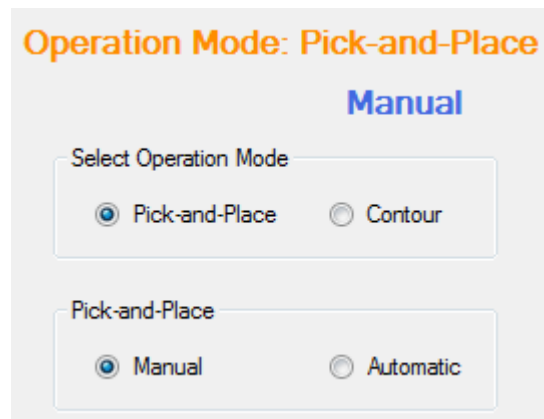 Operation Mode: Pick-and-Place
Manual
Select Operation Mode
Pick-and-Place Contour
Pick-and-Place
Manual Automatic